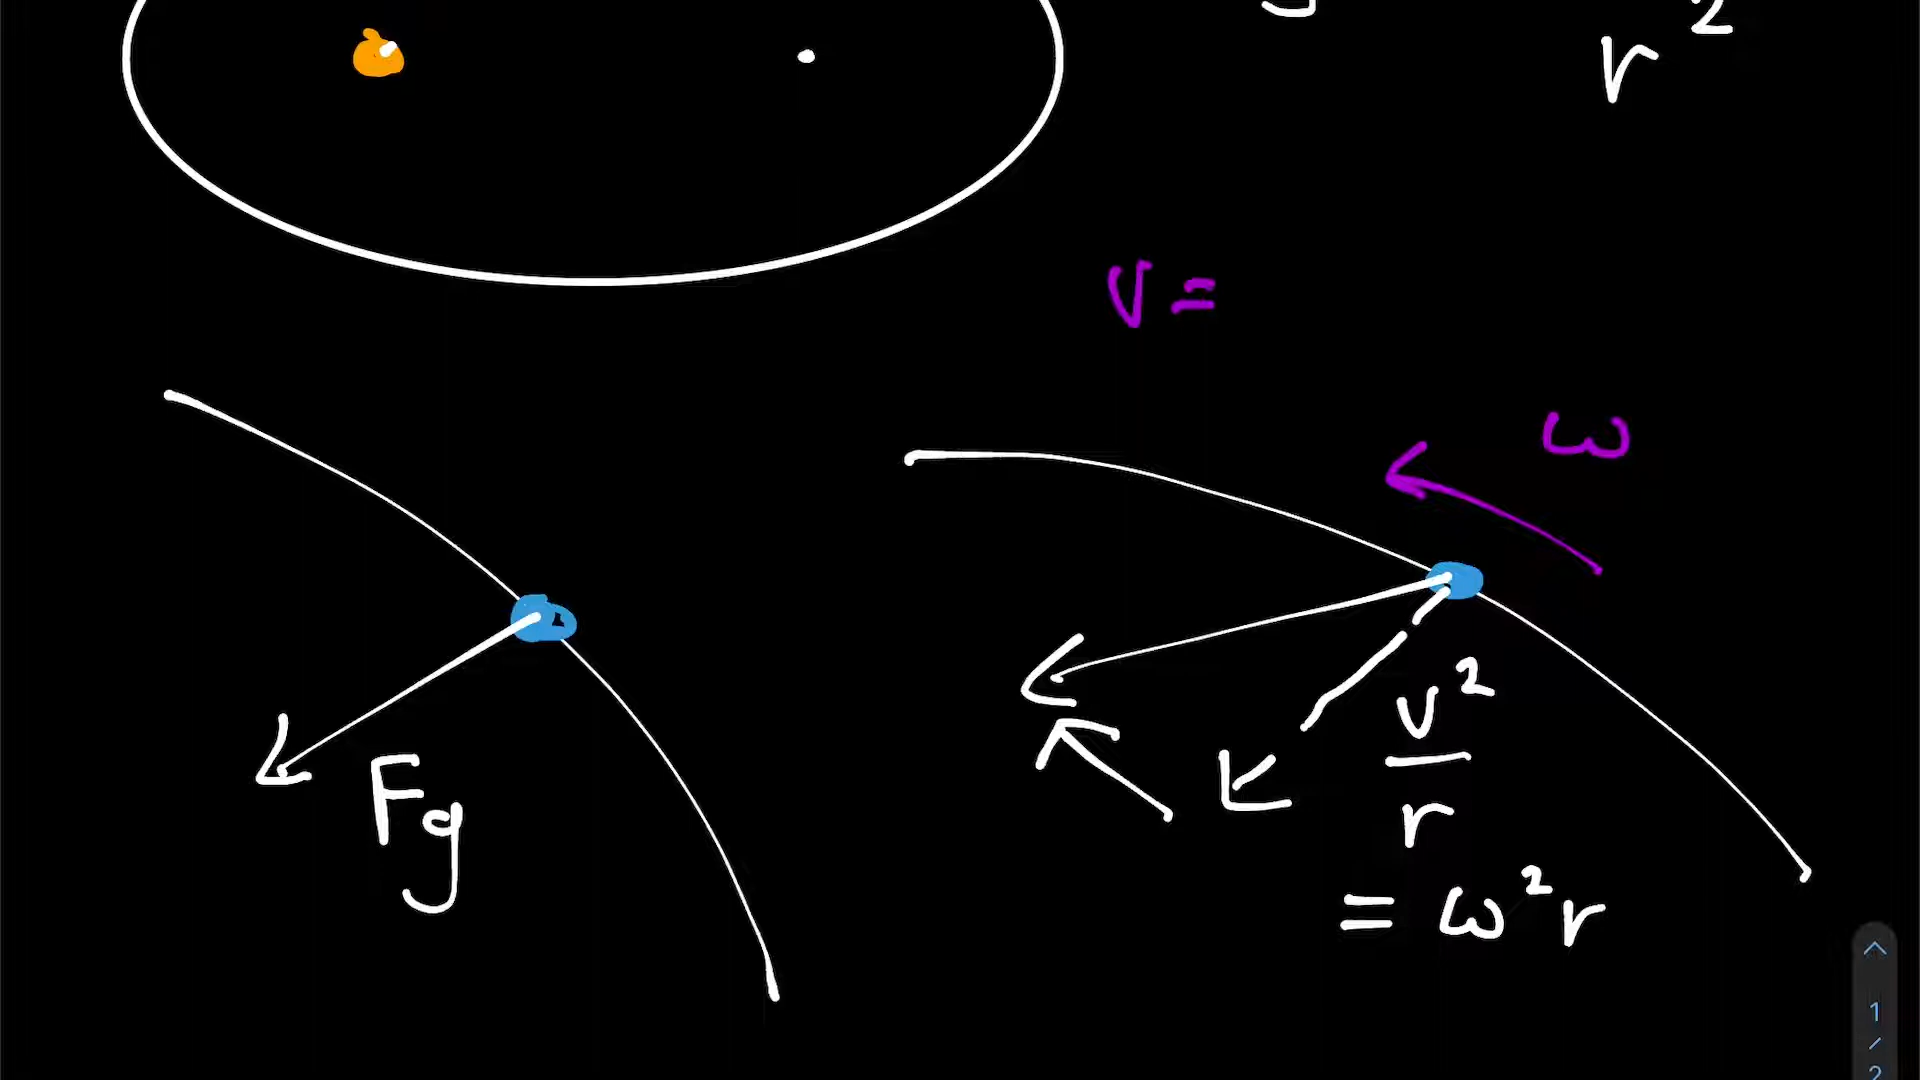 r²
v =
ω
Fg
v²
r
= ω²r
1
/
2